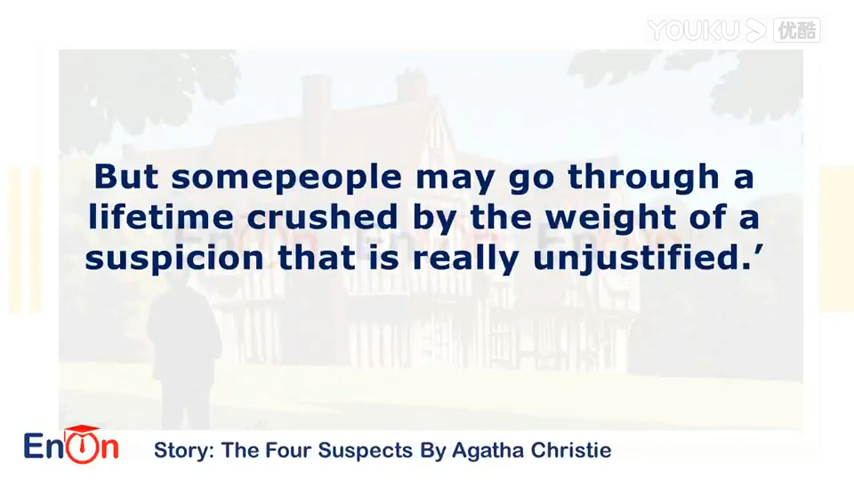 YOUKU 优酷
But somepeople may go through a
lifetime crushed by the weight of a
suspicion that is really unjustified.’
EnOn
Story: The Four Suspects By Agatha Christie